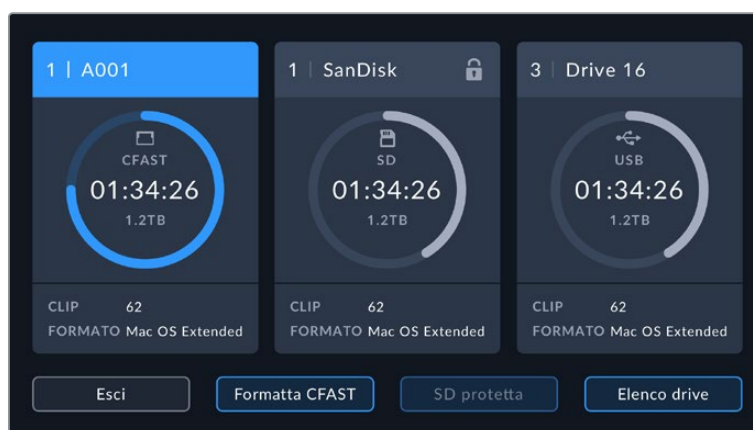 1 | A001
CFAST
01:34:26
1.2TB
CLIP 62
FORMATO Mac OS Extended
1 | SanDisk
SD
01:34:26
1.2TB
CLIP 62
FORMATO Mac OS Extended
3 | Drive 16
USB
01:34:26
1.2TB
CLIP 62
FORMATO Mac OS Extended
Esci
Formatta CFAST
SD protetta
Elenco drive